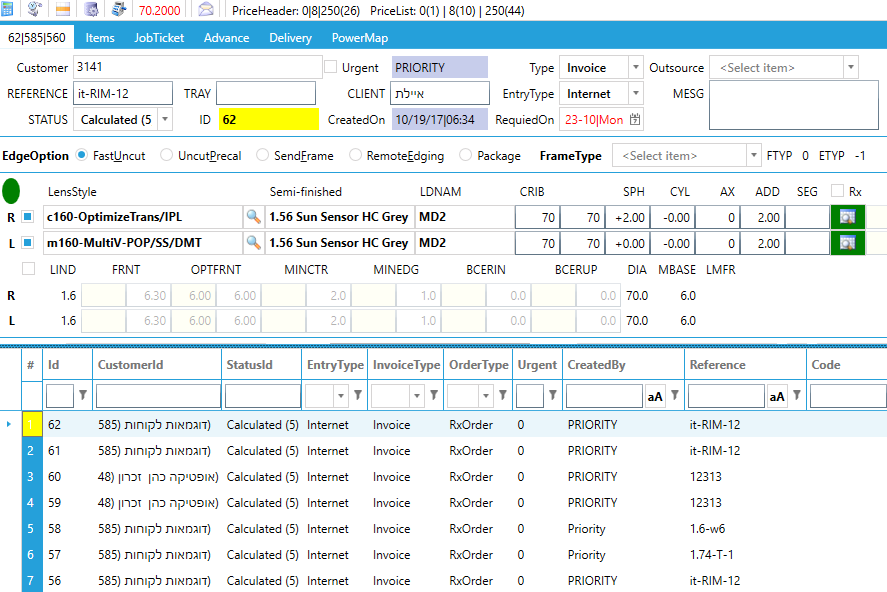 70.2000 PriceHeader: 0|8|250(26) PriceList: 0(1) | 8(10) | 250(44)
62|585|560 Items JobTicket Advance Delivery PowerMap
Customer 3141 Urgent PRIORITY Type Invoice Outsource <Select item>
REFERENCE it-RIM-12 TRAY CLIENT איילת EntryType Internet MESG
STATUS Calculated (5 ID 62 CreatedOn 10/19/17|06:34 RequiedOn 23-10|Mon
EdgeOption FastUncut UncutPrecal SendFrame RemoteEdging Package FrameType <Select item> FTYP 0 ETYP -1
LensStyle Semi-finished LDNAM CRIB SPH CYL AX ADD SEG Rx
R c160-OptimizeTrans/IPL 1.56 Sun Sensor HC Grey MD2 70 70 +2.00 -0.00 0 2.00
L m160-MultiV-POP/SS/DMT 1.56 Sun Sensor HC Grey MD2 70 70 +0.00 -0.00 0 2.00
LIND FRNT OPTFRNT MINCTR MINEDG BCERIN BCERUP DIA MBASE LMFR
R 1.6 6.30 6.00 6.00 2.0 1.0 0.0 0.0 70.0 6.0
L 1.6 6.30 6.00 6.00 2.0 1.0 0.0 0.0 70.0 6.0
# Id CustomerId StatusId EntryType InvoiceType OrderType Urgent CreatedBy Reference Code
aA aA
1 62 585) דוגמאות לקוחות) Calculated (5) Internet Invoice RxOrder 0 PRIORITY it-RIM-12
2 61 585) דוגמאות לקוחות) Calculated (5) Internet Invoice RxOrder 0 PRIORITY it-RIM-12
3 60 48) אופטיקה כהן זכרון) Calculated (5) Internet Invoice RxOrder 0 PRIORITY 12313
4 59 48) אופטיקה כהן זכרון) Calculated (5) Internet Invoice RxOrder 0 PRIORITY 12313
5 58 585) דוגמאות לקוחות) Calculated (5) Internet Invoice RxOrder 0 Priority 1.6-w6
6 57 585) דוגמאות לקוחות) Calculated (5) Internet Invoice RxOrder 0 Priority 1.74-T-1
7 56 585) דוגמאות לקוחות) Calculated (5) Internet Invoice RxOrder 0 PRIORITY it-RIM-12